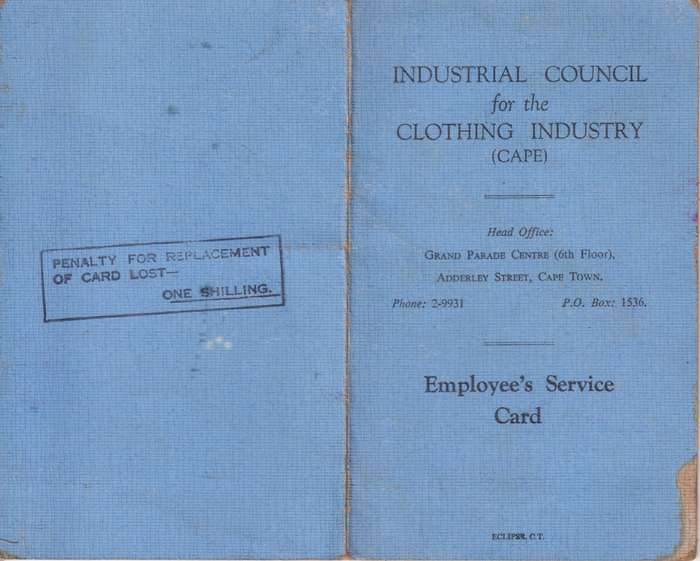 PENALTY FOR REPLACEMENT
OF CARD LOST—
ONE SHILLING.
INDUSTRIAL COUNCIL
for the
CLOTHING INDUSTRY
(CAPE)
Head Office:
GRAND PARADE CENTRE (6th Floor),
ADDERLEY STREET, CAPE TOWN.
Phone: 2-9931 P.O. Box: 1536.
Employee's Service
Card
ECLIPSE, C.T.